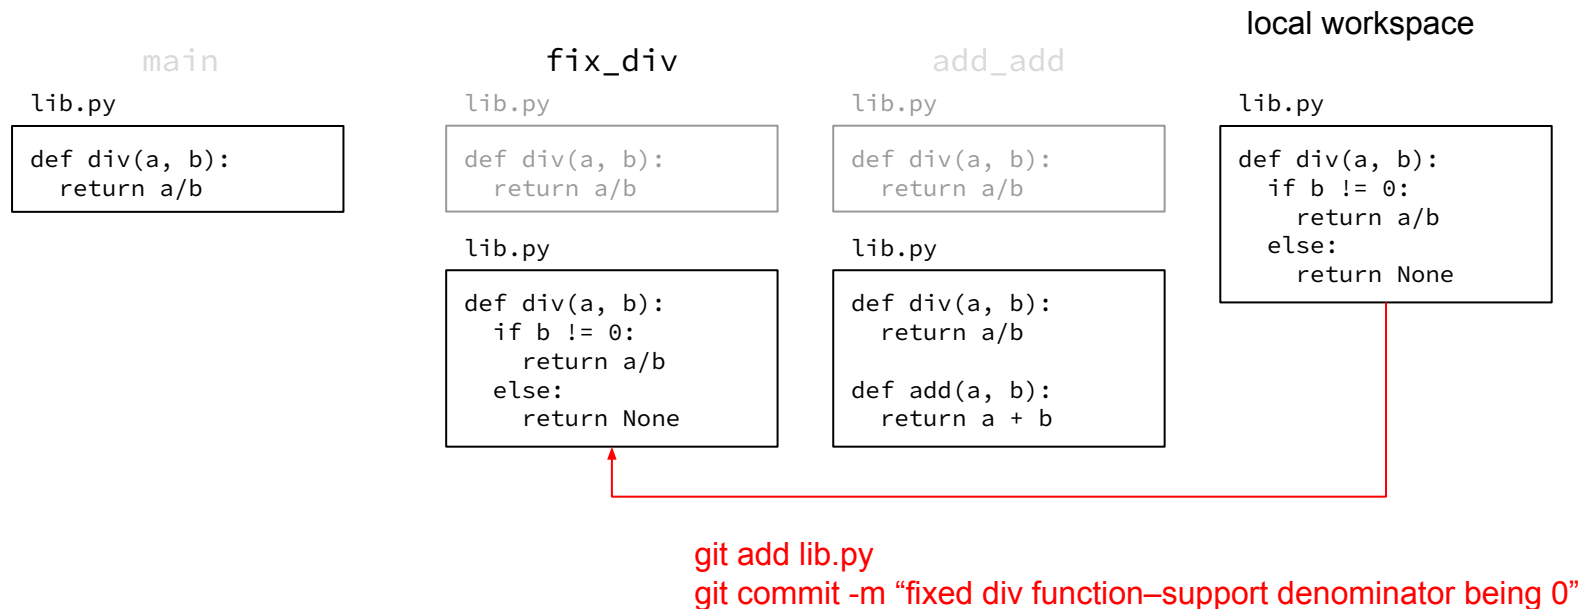 local workspace
main
fix_div
add_add
lib.py
def div(a, b):
  return a/b
lib.py
def div(a, b):
  return a/b
lib.py
def div(a, b):
  if b != 0:
    return a/b
  else:
    return None
lib.py
def div(a, b):
  return a/b
lib.py
def div(a, b):
  return a/b

def add(a, b):
  return a + b
lib.py
def div(a, b):
  if b != 0:
    return a/b
  else:
    return None
git add lib.py
git commit -m “fixed div function–support denominator being 0”